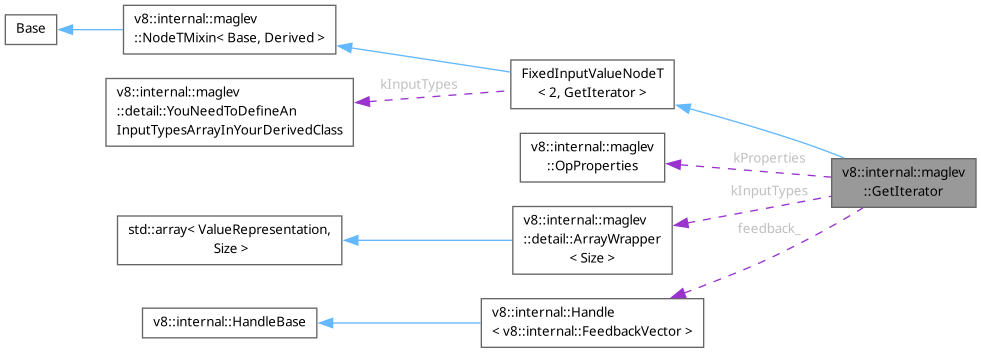 Base
v8::internal::maglev
::NodeTMixin< Base, Derived >
FixedInputValueNodeT
< 2, GetIterator >
kInputTypes
v8::internal::maglev
::detail::YouNeedToDefineAn
InputTypesArrayInYourDerivedClass
v8::internal::maglev
::OpProperties
kProperties
v8::internal::maglev
::GetIterator
kInputTypes
std::array< ValueRepresentation,
Size >
v8::internal::maglev
::detail::ArrayWrapper
< Size >
feedback_
v8::internal::HandleBase
v8::internal::Handle
< v8::internal::FeedbackVector >